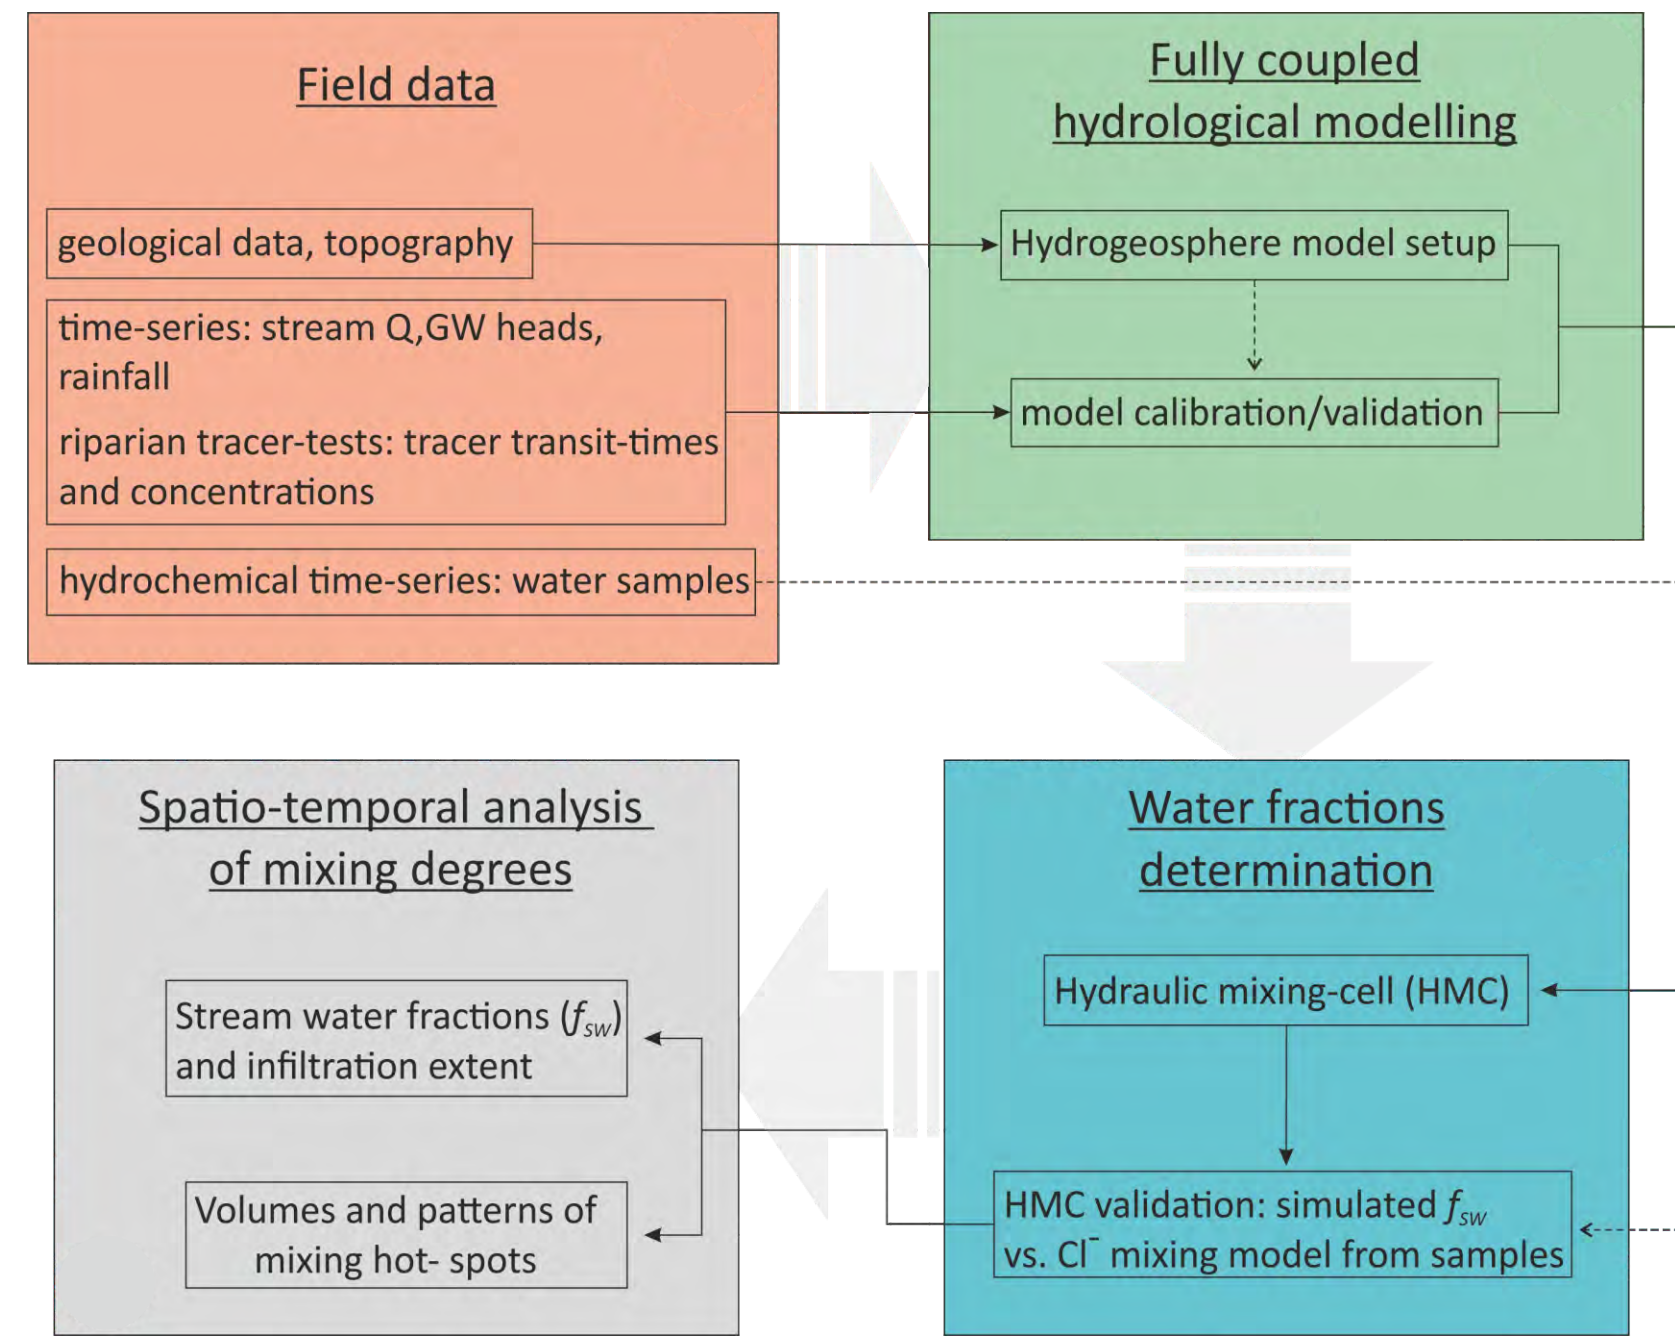 Field data
geological data, topography
time-series: stream Q,GW heads,
rainfall
riparian tracer-tests: tracer transit-times
and concentrations
hydrochemical time-series: water samples
Fully coupled
hydrological modelling
Hydrogeosphere model setup
model calibration/validation
Water fractions
determination
Hydraulic mixing-cell (HMC)
HMC validation: simulated fsw
vs. Cl⁻ mixing model from samples
Spatio-temporal analysis
of mixing degrees
Stream water fractions (fsw)
and infiltration extent
Volumes and patterns of
mixing hot- spots